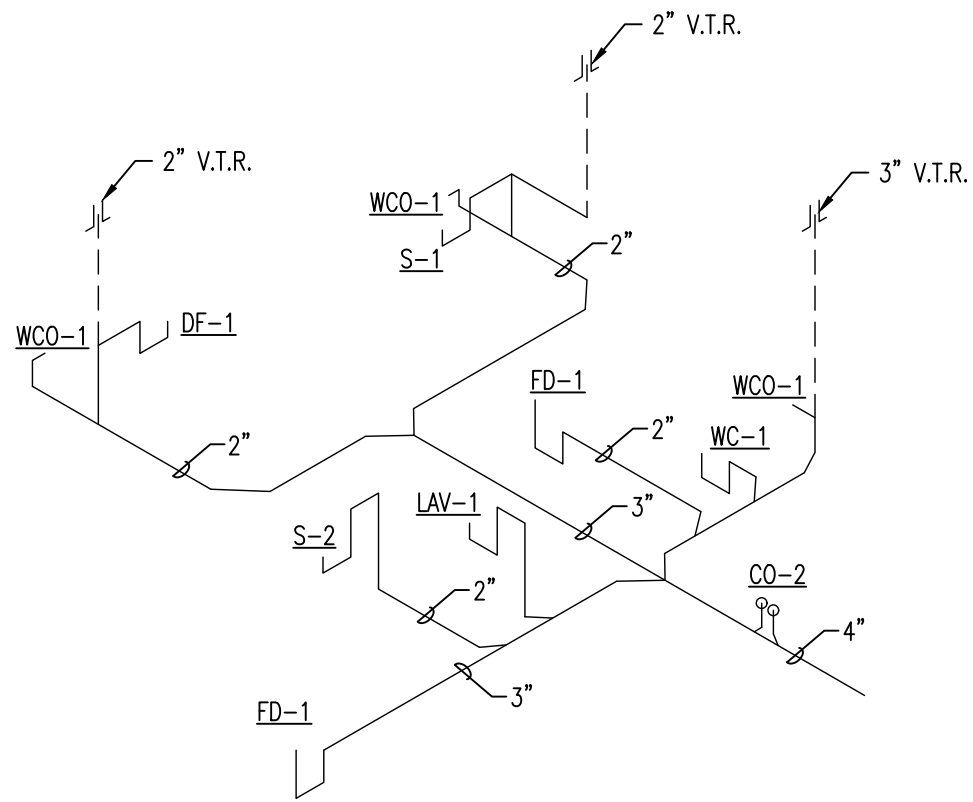 2" V.T.R.
2" V.T.R.
3" V.T.R.
WCO-1
S-1
2"
WCO-1
DF-1
FD-1
WCO-1
2"
WC-1
2"
LAV-1
3"
S-2
CO-2
2"
4"
3"
FD-1